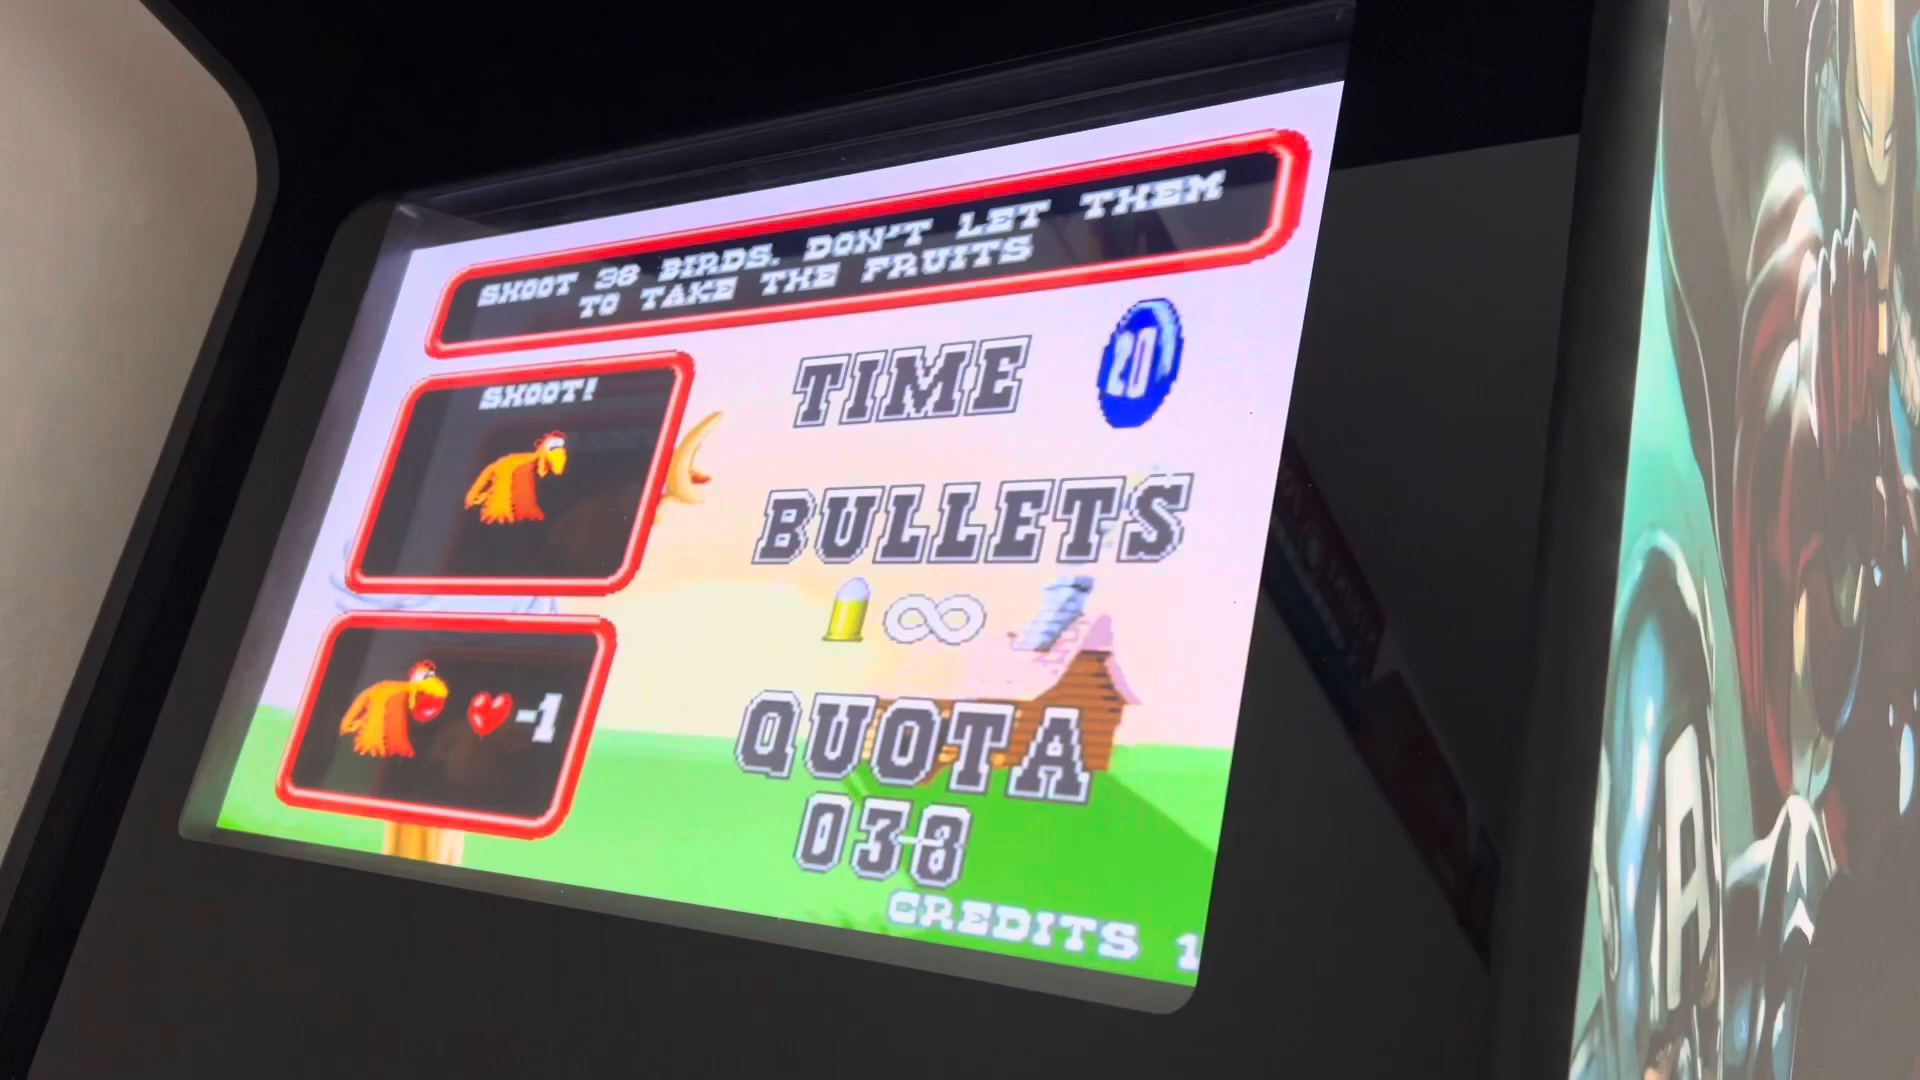 SHOOT 38 BIRDS. DON'T LET THEM
TO TAKE THE FRUITS
SHOOT!
TIME 20
BULLETS
∞
-1
QUOTA
038
CREDITS 1
A